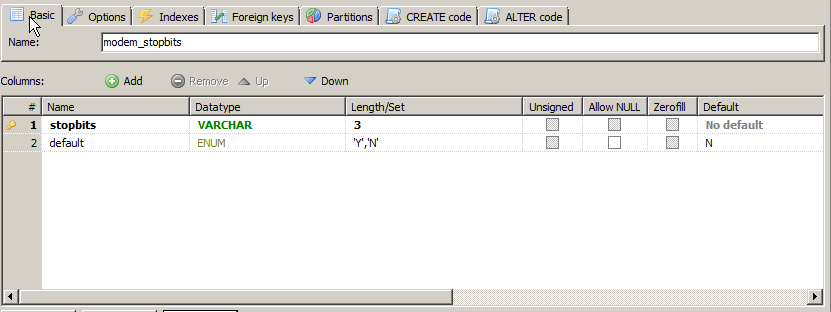 Basic Options Indexes Foreign keys Partitions CREATE code ALTER code
Name: modem_stopbits
Columns: Add Remove Up Down
# Name Datatype Length/Set Unsigned Allow NULL Zerofill Default
1 stopbits VARCHAR 3 No default
2 default ENUM 'Y','N' N